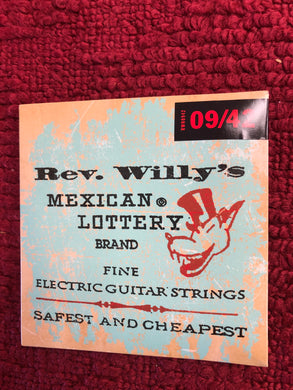 09/42
Rev. Willy's
MEXICAN®
LOTTERY
BRAND
FINE
ELECTRIC GUITAR STRINGS
SAFEST AND CHEAPEST